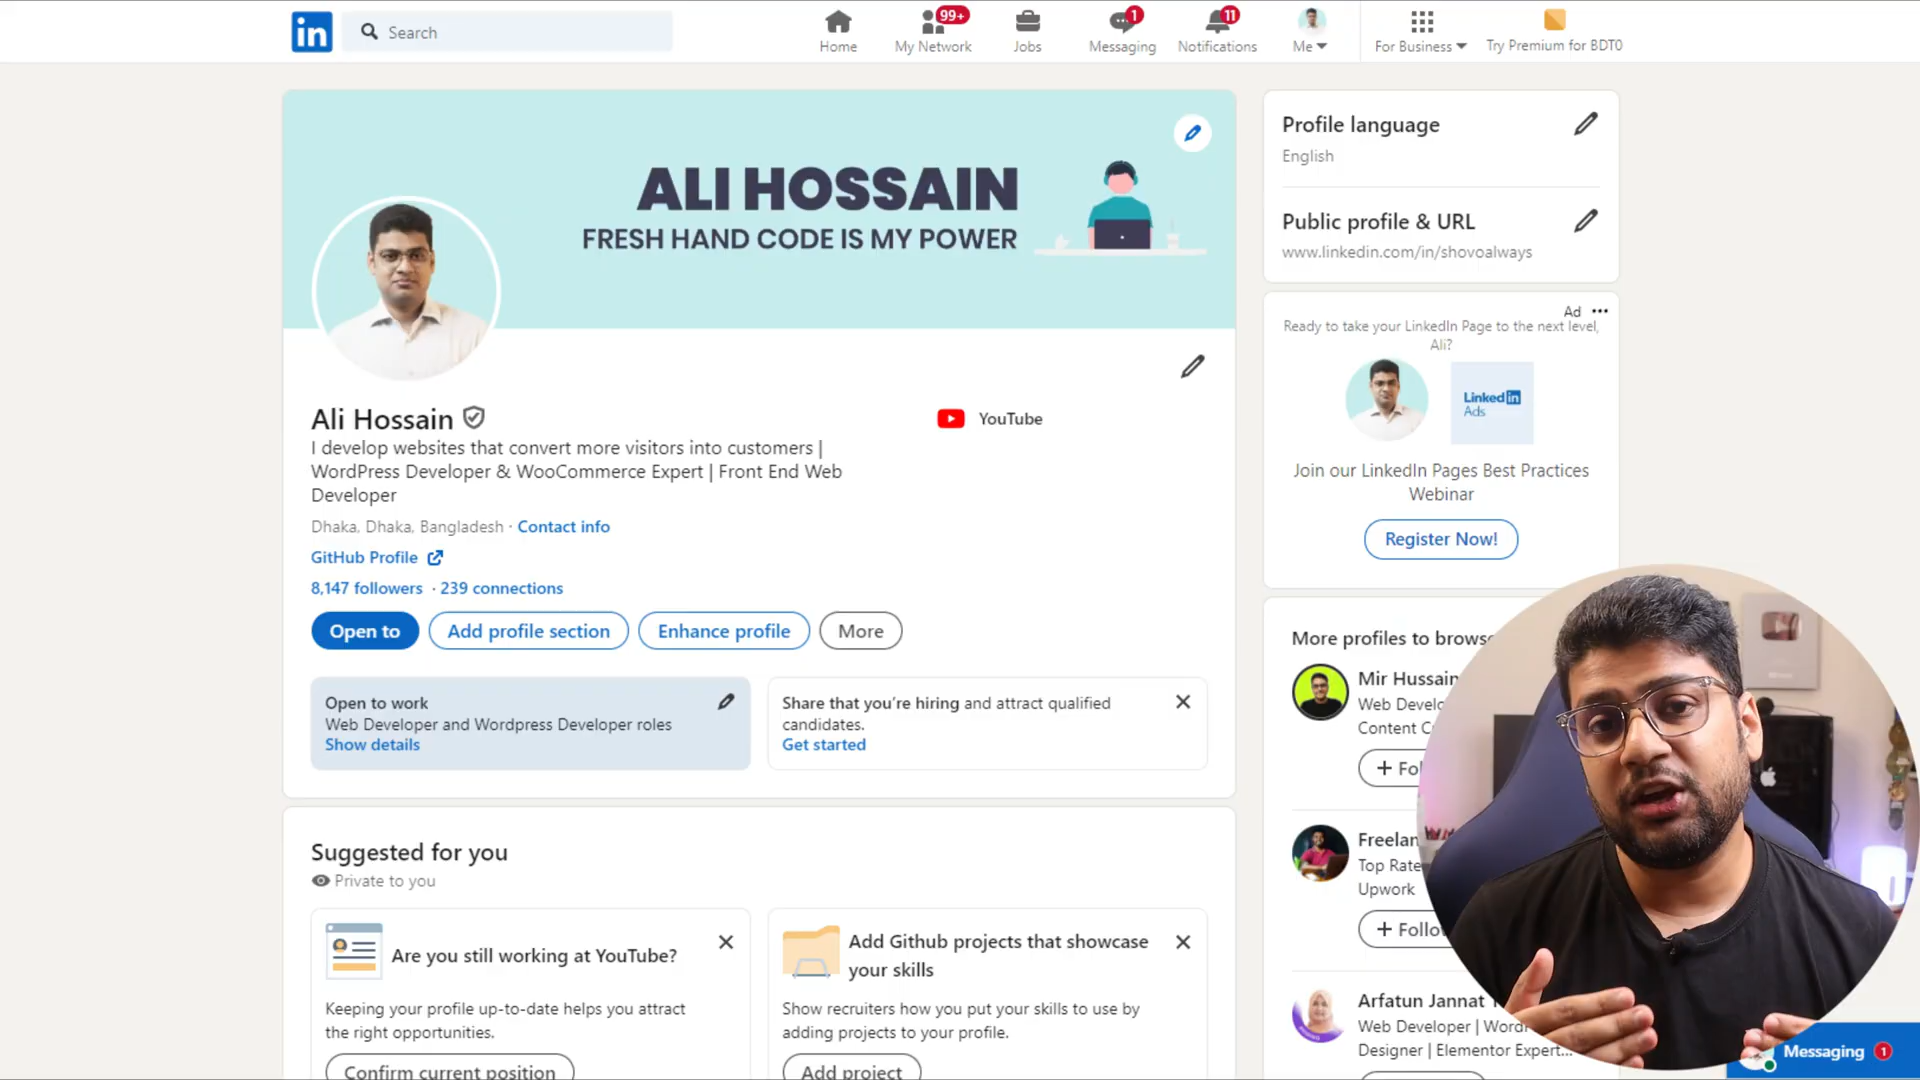 in
Search
Home
99+
My Network
Jobs
1
Messaging
11
Notifications
Me
For Business
Try Premium for BDT0
ALI HOSSAIN
FRESH HAND CODE IS MY POWER
Ali Hossain
YouTube
I develop websites that convert more visitors into customers |
WordPress Developer & WooCommerce Expert | Front End Web
Developer
Dhaka, Dhaka, Bangladesh · Contact info
GitHub Profile
8,147 followers · 239 connections
Open to
Add profile section
Enhance profile
More
Open to work
Web Developer and Wordpress Developer roles
Show details
Share that you're hiring and attract qualified
candidates.
Get started
Suggested for you
Private to you
Are you still working at YouTube?
Keeping your profile up-to-date helps you attract
the right opportunities.
Confirm current position
Add Github projects that showcase
your skills
Show recruiters how you put your skills to use by
adding projects to your profile.
Add project
Profile language
English
Public profile & URL
www.linkedin.com/in/shovoalways
Ad
Ready to take your LinkedIn Page to the next level,
Ali?
Linked in
Ads
Join our LinkedIn Pages Best Practices
Webinar
Register Now!
More profiles to browse
Mir Hussain
Web Develo
Content C
+ Fol
Freelan
Top Rate
Upwork
+ Follo
Arfatun Jannat
Web Developer | Word
Designer | Elementor Expert...
Messaging 1